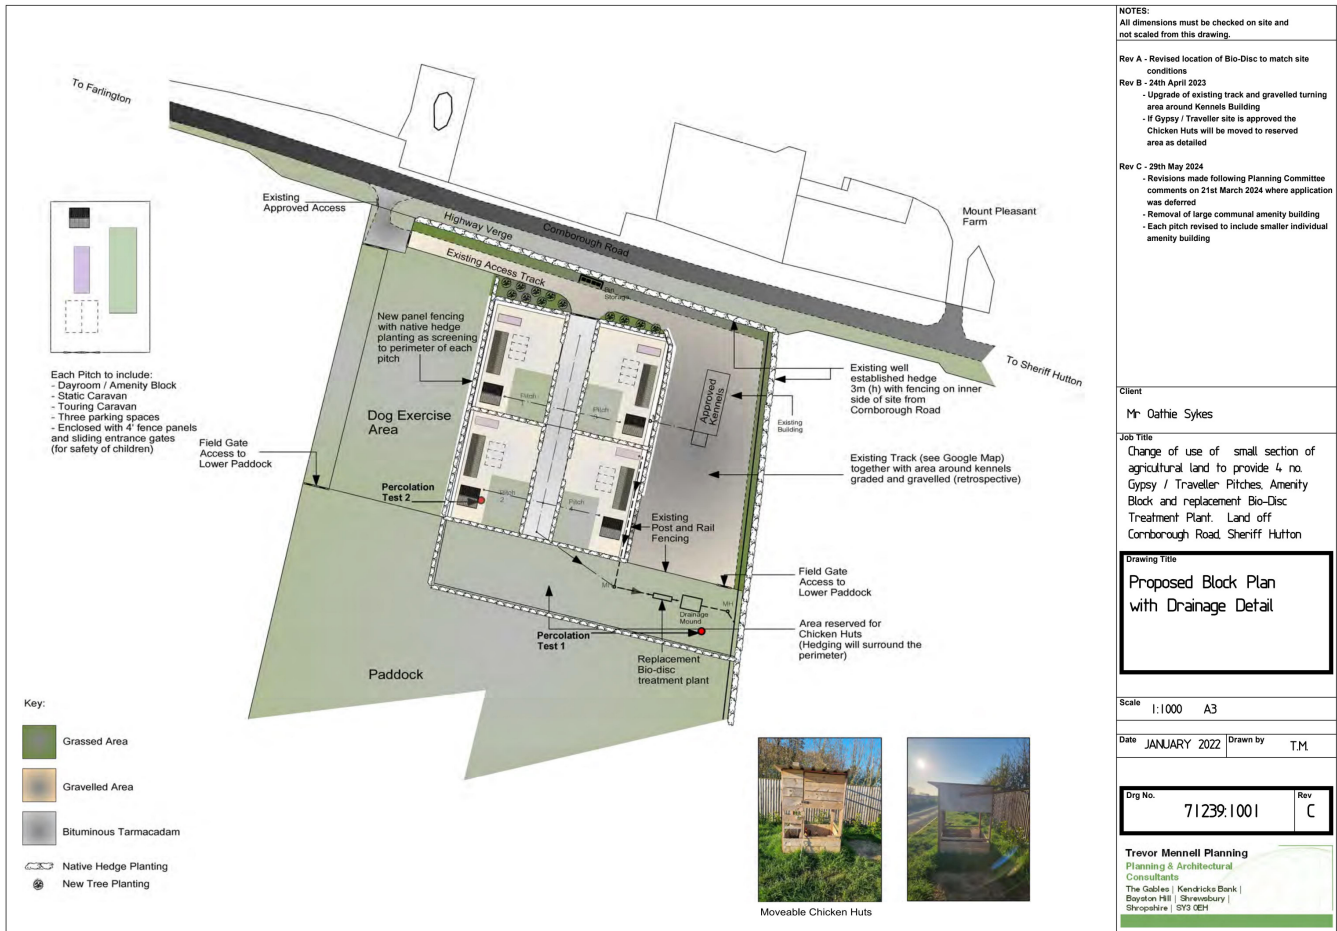 To Farlington
Existing
Approved Access
Highway Verge
Cornborough Road
Mount Pleasant
Farm
Existing Access Track
Bin
Storage
To Sheriff Hutton
New panel fencing
with native hedge
planting as screening
to perimeter of each
pitch
Each Pitch to include:
- Dayroom / Amenity Block
- Static Caravan
- Touring Caravan
- Three parking spaces
- Enclosed with 4' fence panels
and sliding entrance gates
(for safety of children)
Dog Exercise
Area
Pitch
1
Pitch
Approved
Kennels
Existing well
established hedge
3m (h) with fencing on inner
side of site from
Cornborough Road
Existing
Building
Field Gate
Access to
Lower Paddock
Existing Track (see Google Map)
together with area around kennels
graded and gravelled (retrospective)
Percolation
Test 2
Pitch
2
Pitch
Existing
Post and Rail
Fencing
Field Gate
Access to
Lower Paddock
MH
MH
Drainage
Mound
Percolation
Test 1
Area reserved for
Chicken Huts
(Hedging will surround the
perimeter)
Replacement
Bio-disc
treatment plant
Paddock
Key:
Grassed Area
Gravelled Area
Bituminous Tarmacadam
Native Hedge Planting
New Tree Planting
Moveable Chicken Huts
NOTES:
All dimensions must be checked on site and
not scaled from this drawing.
Rev A - Revised location of Bio-Disc to match site
conditions
Rev B - 24th April 2023
- Upgrade of existing track and gravelled turning
area around Kennels Building
- If Gypsy / Traveller site is approved the
Chicken Huts will be moved to reserved
area as detailed
Rev C - 29th May 2024
- Revisions made following Planning Committee
comments on 21st March 2024 where application
was deferred
- Removal of large communal amenity building
- Each pitch revised to include smaller individual
amenity building
Client
Mr Oathie Sykes
Job Title
Change of use of small section of
agricultural land to provide 4 no.
Gypsy / Traveller Pitches, Amenity
Block and replacement Bio-Disc
Treatment Plant. Land off
Cornborough Road, Sheriff Hutton
Drawing Title
Proposed Block Plan
with Drainage Detail
Scale 1:1000 A3
Date JANUARY 2022 Drawn by T.M.
Drg No. Rev
71239:1001 C
Trevor Mennell Planning
Planning & Architectural
Consultants
The Gables | Kendricks Bank |
Bayston Hill | Shrewsbury |
Shropshire | SY3 0EH